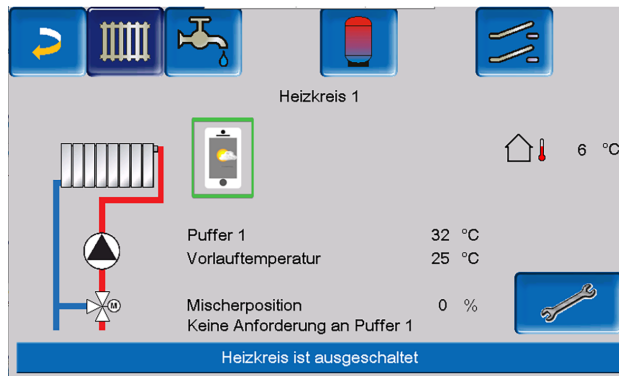 Heizkreis 1
6 °C
Puffer 1 32 °C
Vorlauftemperatur 25 °C
M
Mischerposition 0 %
Keine Anforderung an Puffer 1
Heizkreis ist ausgeschaltet